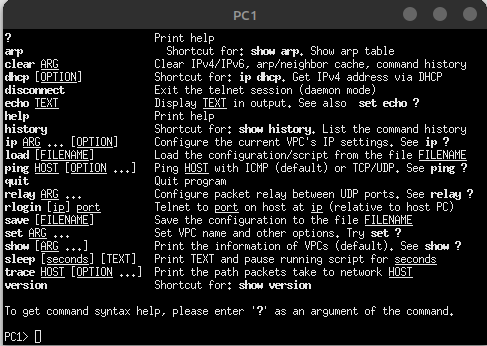 PC1
? Print help
arp Shortcut for: show arp. Show arp table
clear ARG Clear IPv4/IPv6, arp/neighbor cache, command history
dhcp [OPTION] Shortcut for: ip dhcp. Get IPv4 address via DHCP
disconnect Exit the telnet session (daemon mode)
echo TEXT Display TEXT in output. See also set echo ?
help Print help
history Shortcut for: show history. List the command history
ip ARG ... [OPTION] Configure the current VPC's IP settings. See ip ?
load [FILENAME] Load the configuration/script from the file FILENAME
ping HOST [OPTION ...] Ping HOST with ICMP (default) or TCP/UDP. See ping ?
quit Quit program
relay ARG ... Configure packet relay between UDP ports. See relay ?
rlogin [ip] port Telnet to port on host at ip (relative to host PC)
save [FILENAME] Save the configuration to the file FILENAME
set ARG ... Set VPC name and other options. Try set ?
show [ARG ...] Print the information of VPCs (default). See show ?
sleep [seconds] [TEXT] Print TEXT and pause running script for seconds
trace HOST [OPTION ...] Print the path packets take to network HOST
version Shortcut for: show version
To get command syntax help, please enter '?' as an argument of the command.
PC1>